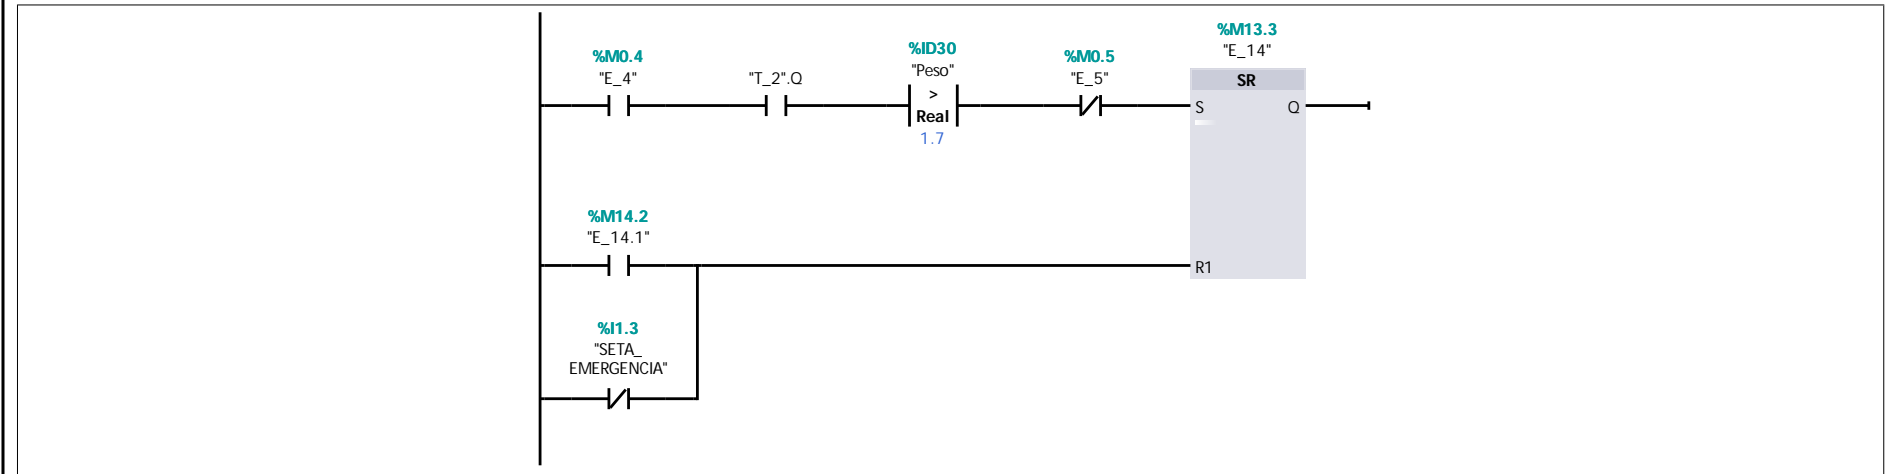 %M13.3
"E_14"
%M0.4
"E_4"
"T_2".Q
%ID30
"Peso"
>
Real
1.7
%M0.5
"E_5"
SR
S
Q
%M14.2
"E_14.1"
R1
%I1.3
"SETA_
EMERGENCIA"